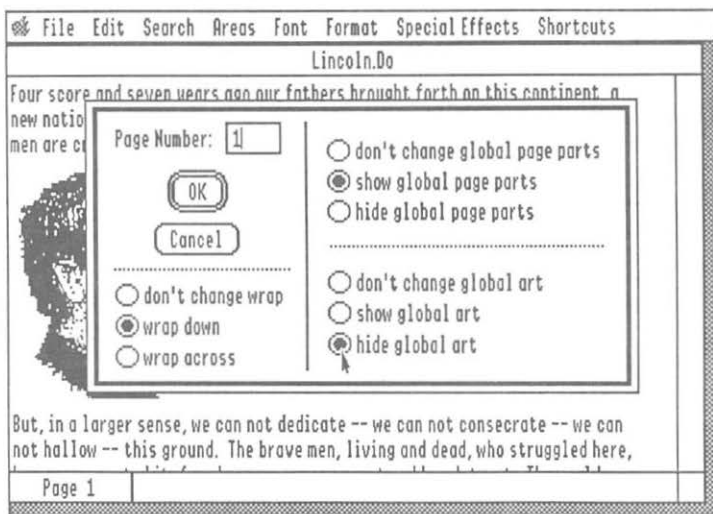 File Edit Search Areas Font Format Special Effects Shortcuts
Lincoln.Do
Four score and seven years ago our fathers brought forth on this continent, a
new natio
men are cr
Page Number: 1
OK
Cancel
don't change wrap
wrap down
wrap across
don't change global page parts
show global page parts
hide global page parts
don't change global art
show global art
hide global art
But, in a larger sense, we can not dedicate -- we can not consecrate -- we can
not hallow -- this ground. The brave men, living and dead, who struggled here,
Page 1